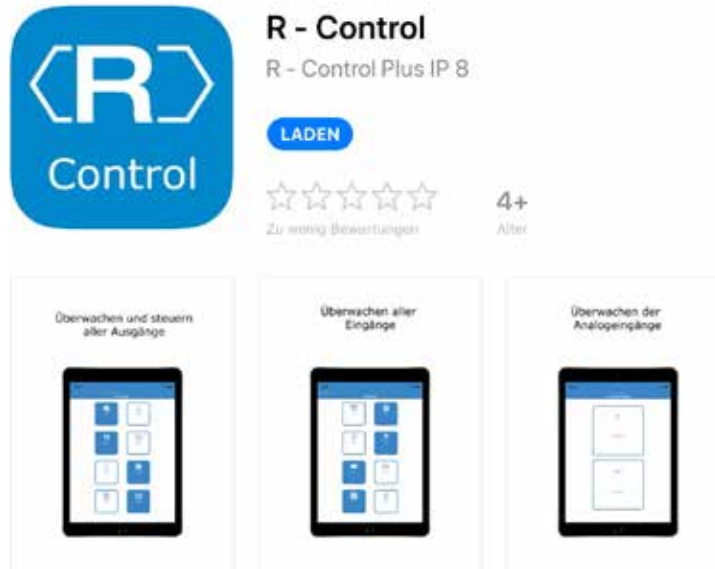 R
Control
R - Control
R - Control Plus IP 8
LADEN
Zu wenig Bewertungen
4+
Alter
Überwachen und steuern
aller Ausgänge
Überwachen aller
Eingänge
Überwachen der
Analogeingänge